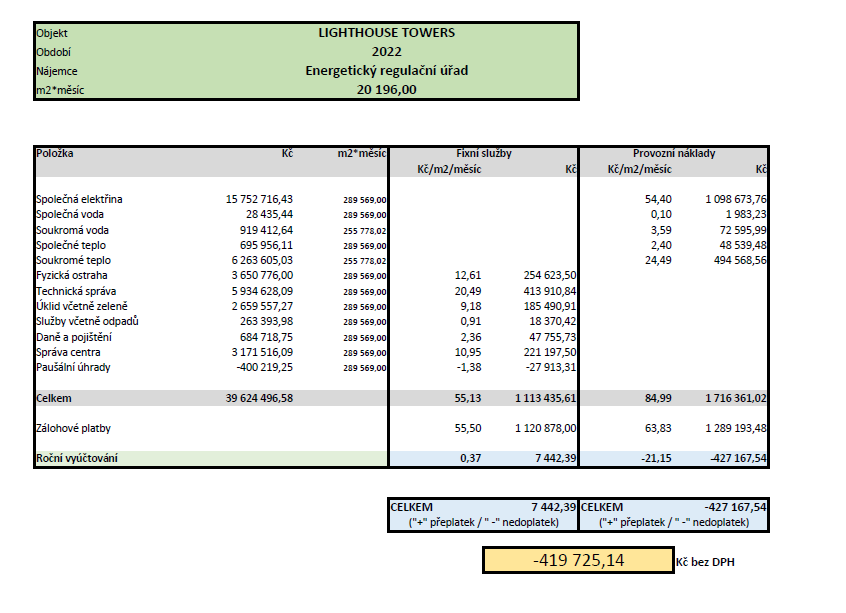 Objekt LIGHTHOUSE TOWERS
Období 2022
Nájemce Energetický regulační úřad
m2*měsíc 20 196,00
Položka Kč m2*měsíc Fixní služby Provozní náklady
Kč/m2/měsíc Kč Kč/m2/měsíc Kč
Společná elektřina 15 752 716,43 289 569,00 54,40 1 098 673,76
Společná voda 28 435,44 289 569,00 0,10 1 983,23
Soukromá voda 919 412,64 255 778,02 3,59 72 595,99
Společné teplo 695 956,11 289 569,00 2,40 48 539,48
Soukromé teplo 6 263 605,03 255 778,02 24,49 494 568,56
Fyzická ostraha 3 650 776,00 289 569,00 12,61 254 623,50
Technická správa 5 934 628,09 289 569,00 20,49 413 910,84
Úklid včetně zeleně 2 659 557,27 289 569,00 9,18 185 490,91
Služby včetně odpadů 263 393,98 289 569,00 0,91 18 370,42
Daně a pojištění 684 718,75 289 569,00 2,36 47 755,73
Správa centra 3 171 516,09 289 569,00 10,95 221 197,50
Paušální úhrady -400 219,25 289 569,00 -1,38 -27 913,31
Celkem 39 624 496,58 55,13 1 113 435,61 84,99 1 716 361,02
Zálohové platby 55,50 1 120 878,00 63,83 1 289 193,48
Roční vyúčtování 0,37 7 442,39 -21,15 -427 167,54
CELKEM 7 442,39 CELKEM -427 167,54
("+" přeplatek / " -" nedoplatek) ("+" přeplatek / " -" nedoplatek)
-419 725,14 Kč bez DPH